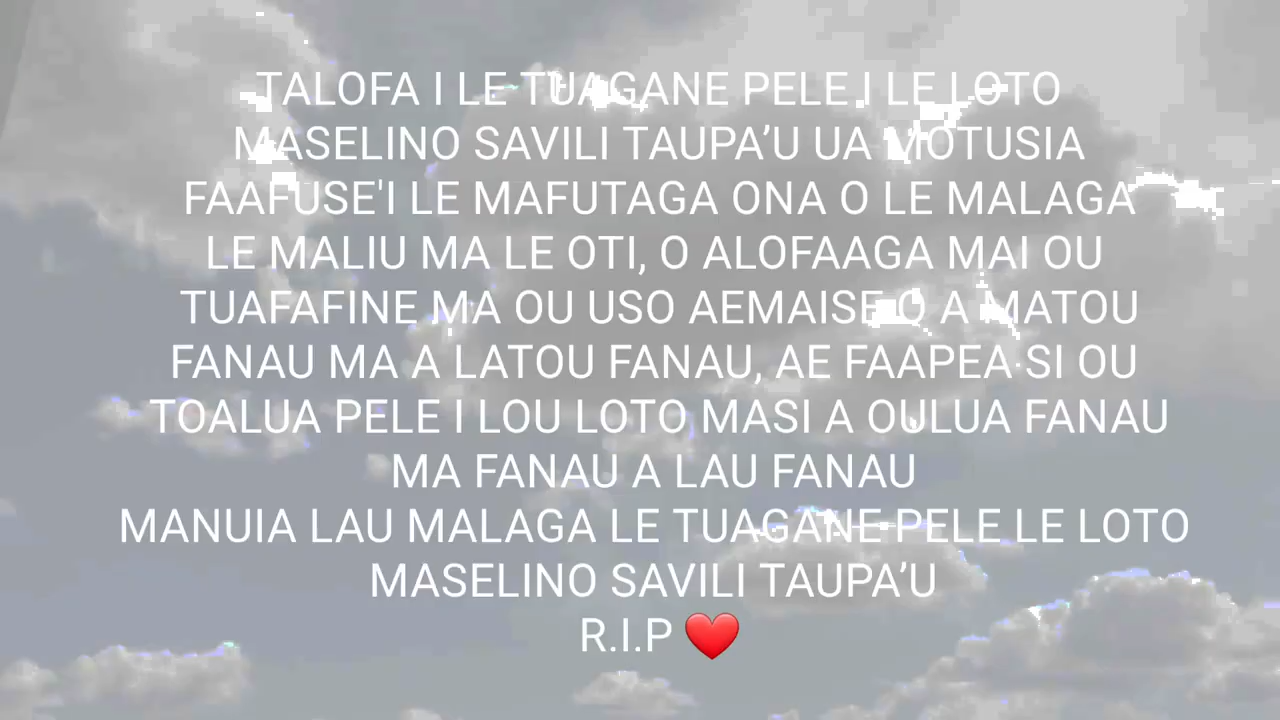 TALOFA I LE TUAGANE PELE I LE LOTO
MASELINO SAVILI TAUPA’U UA MOTUSIA
FAAFUSE'I LE MAFUTAGA ONA O LE MALAGA
LE MALIU MA LE OTI, O ALOFAAGA MAI OU
TUAFAFINE MA OU USO AEMAISE O A MATOU
FANAU MA A LATOU FANAU, AE FAAPEA SI OU
TOALUA PELE I LOU LOTO MASI A OULUA FANAU
MA FANAU A LAU FANAU
MANUIA LAU MALAGA LE TUAGANE PELE LE LOTO
MASELINO SAVILI TAUPA’U
R.I.P ❤️